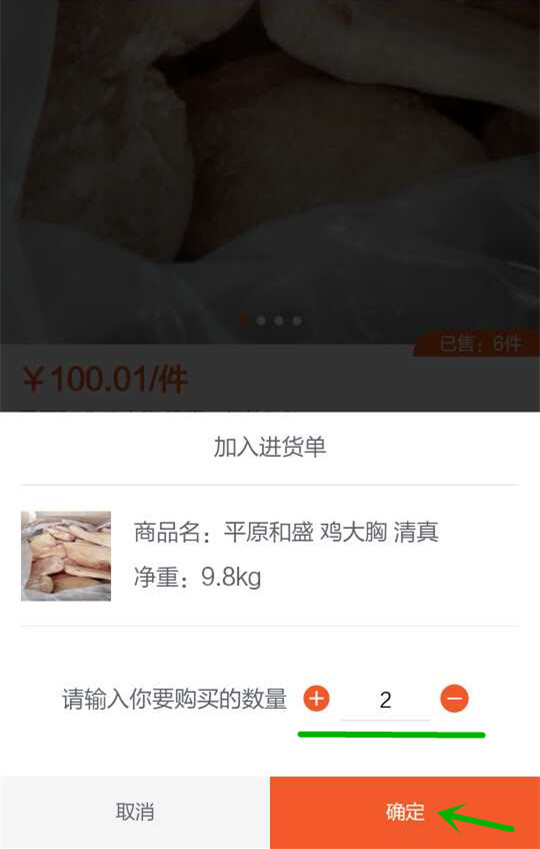 已售：6件
￥100.01/件
加入进货单
商品名：平原和盛 鸡大胸 清真
净重：9.8kg
请输入你要购买的数量 + 2 −
取消
确定